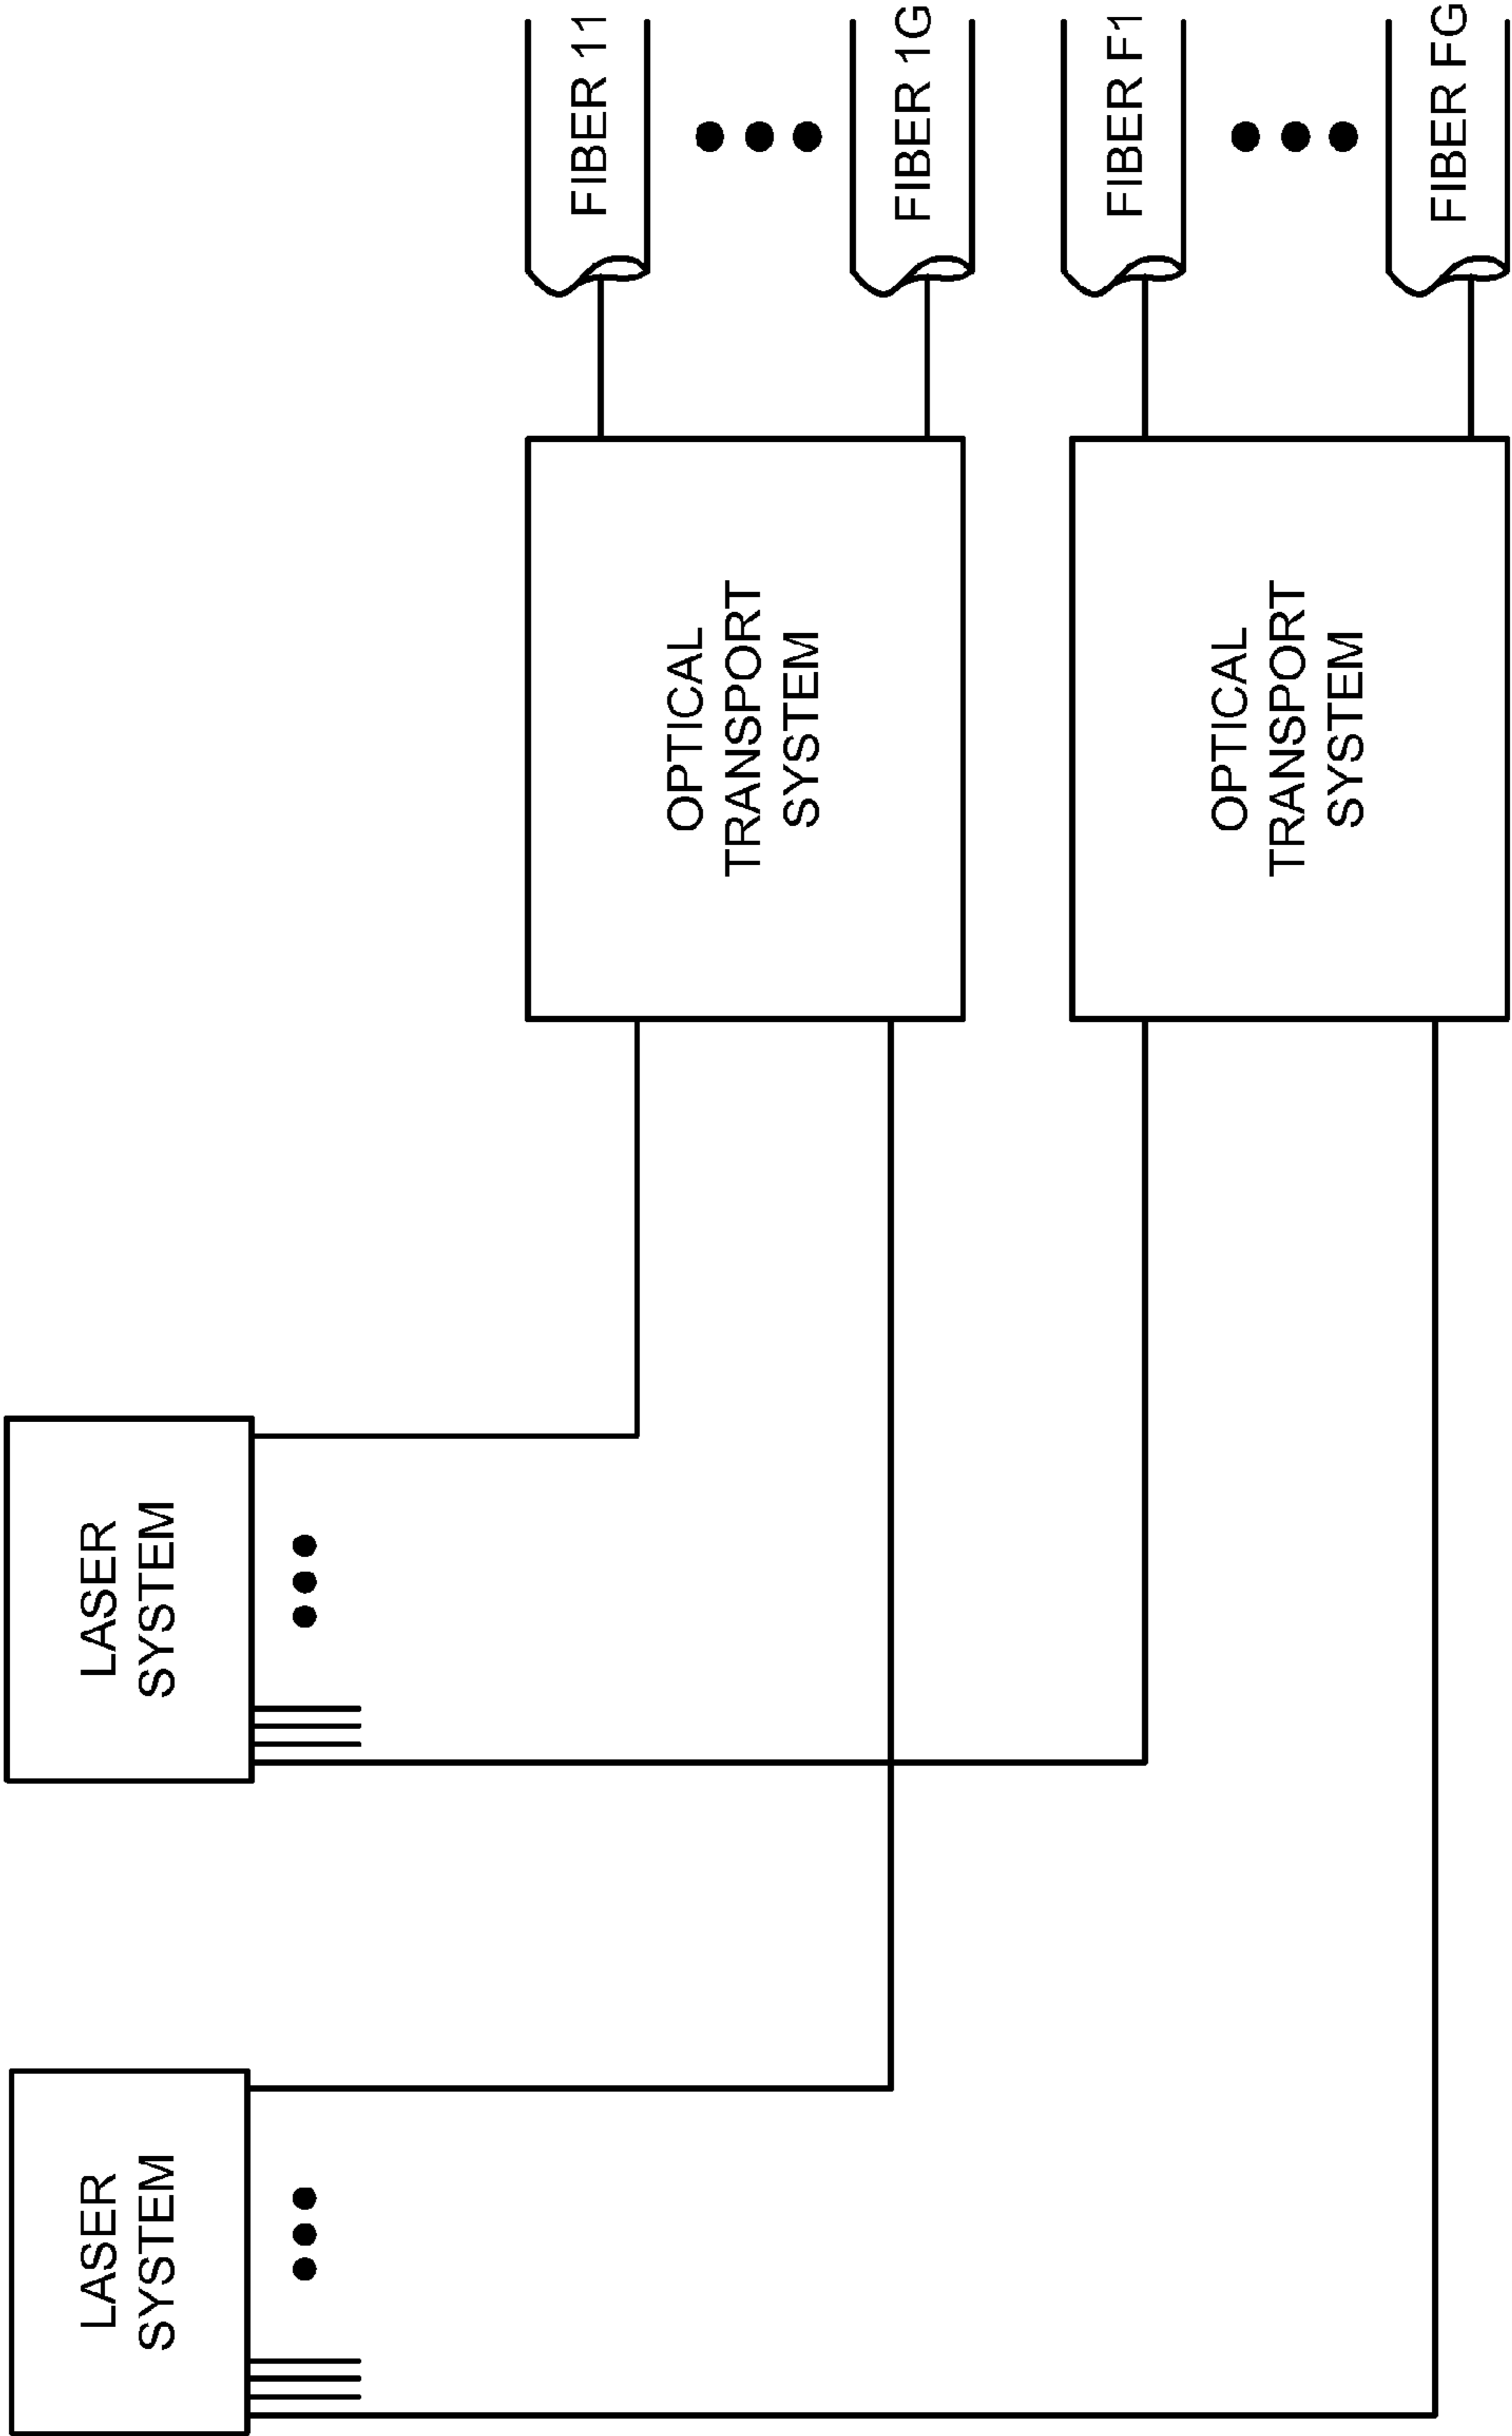 LASER
SYSTEM
LASER
SYSTEM
OPTICAL
TRANSPORT
SYSTEM
OPTICAL
TRANSPORT
SYSTEM
FIBER 11
FIBER 1G
FIBER F1
FIBER FG